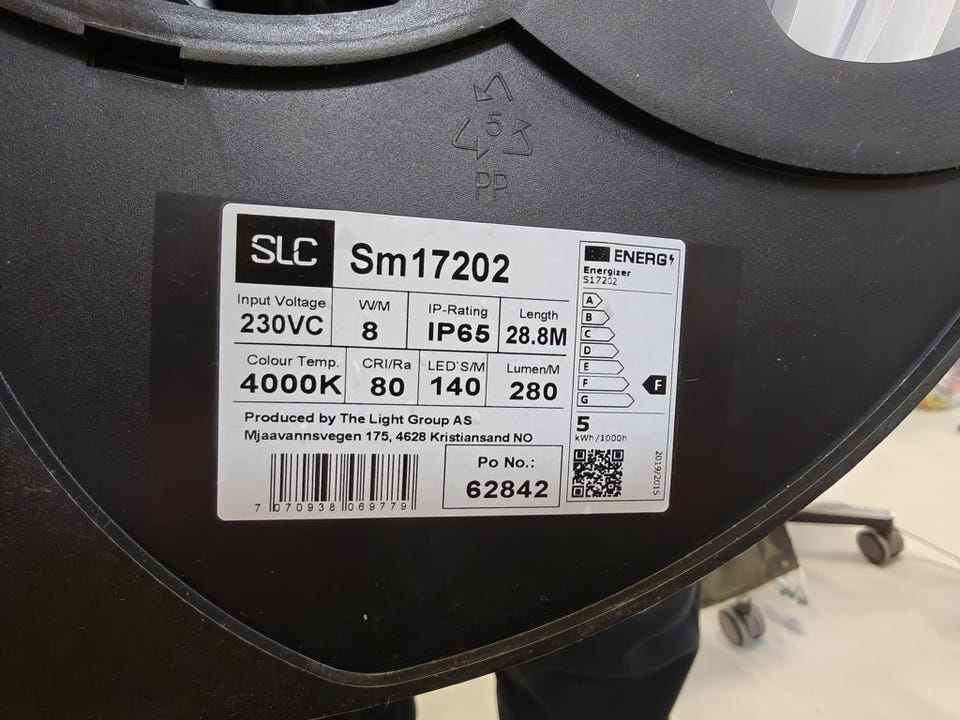 5
PP
SLC
Sm17202
Input Voltage
230VC
W/M
8
IP-Rating
IP65
Length
28.8M
Colour Temp.
4000K
CRI/Ra
80
LED`S/M
140
Lumen/M
280
Produced by The Light Group AS
Mjaavannsvegen 175, 4628 Kristiansand NO
7 070938 069779
Po No.:
62842
ENERG
Energizer
S17202
A
B
C
D
E
F
G
F
5
kWh/1000h
2019/2015